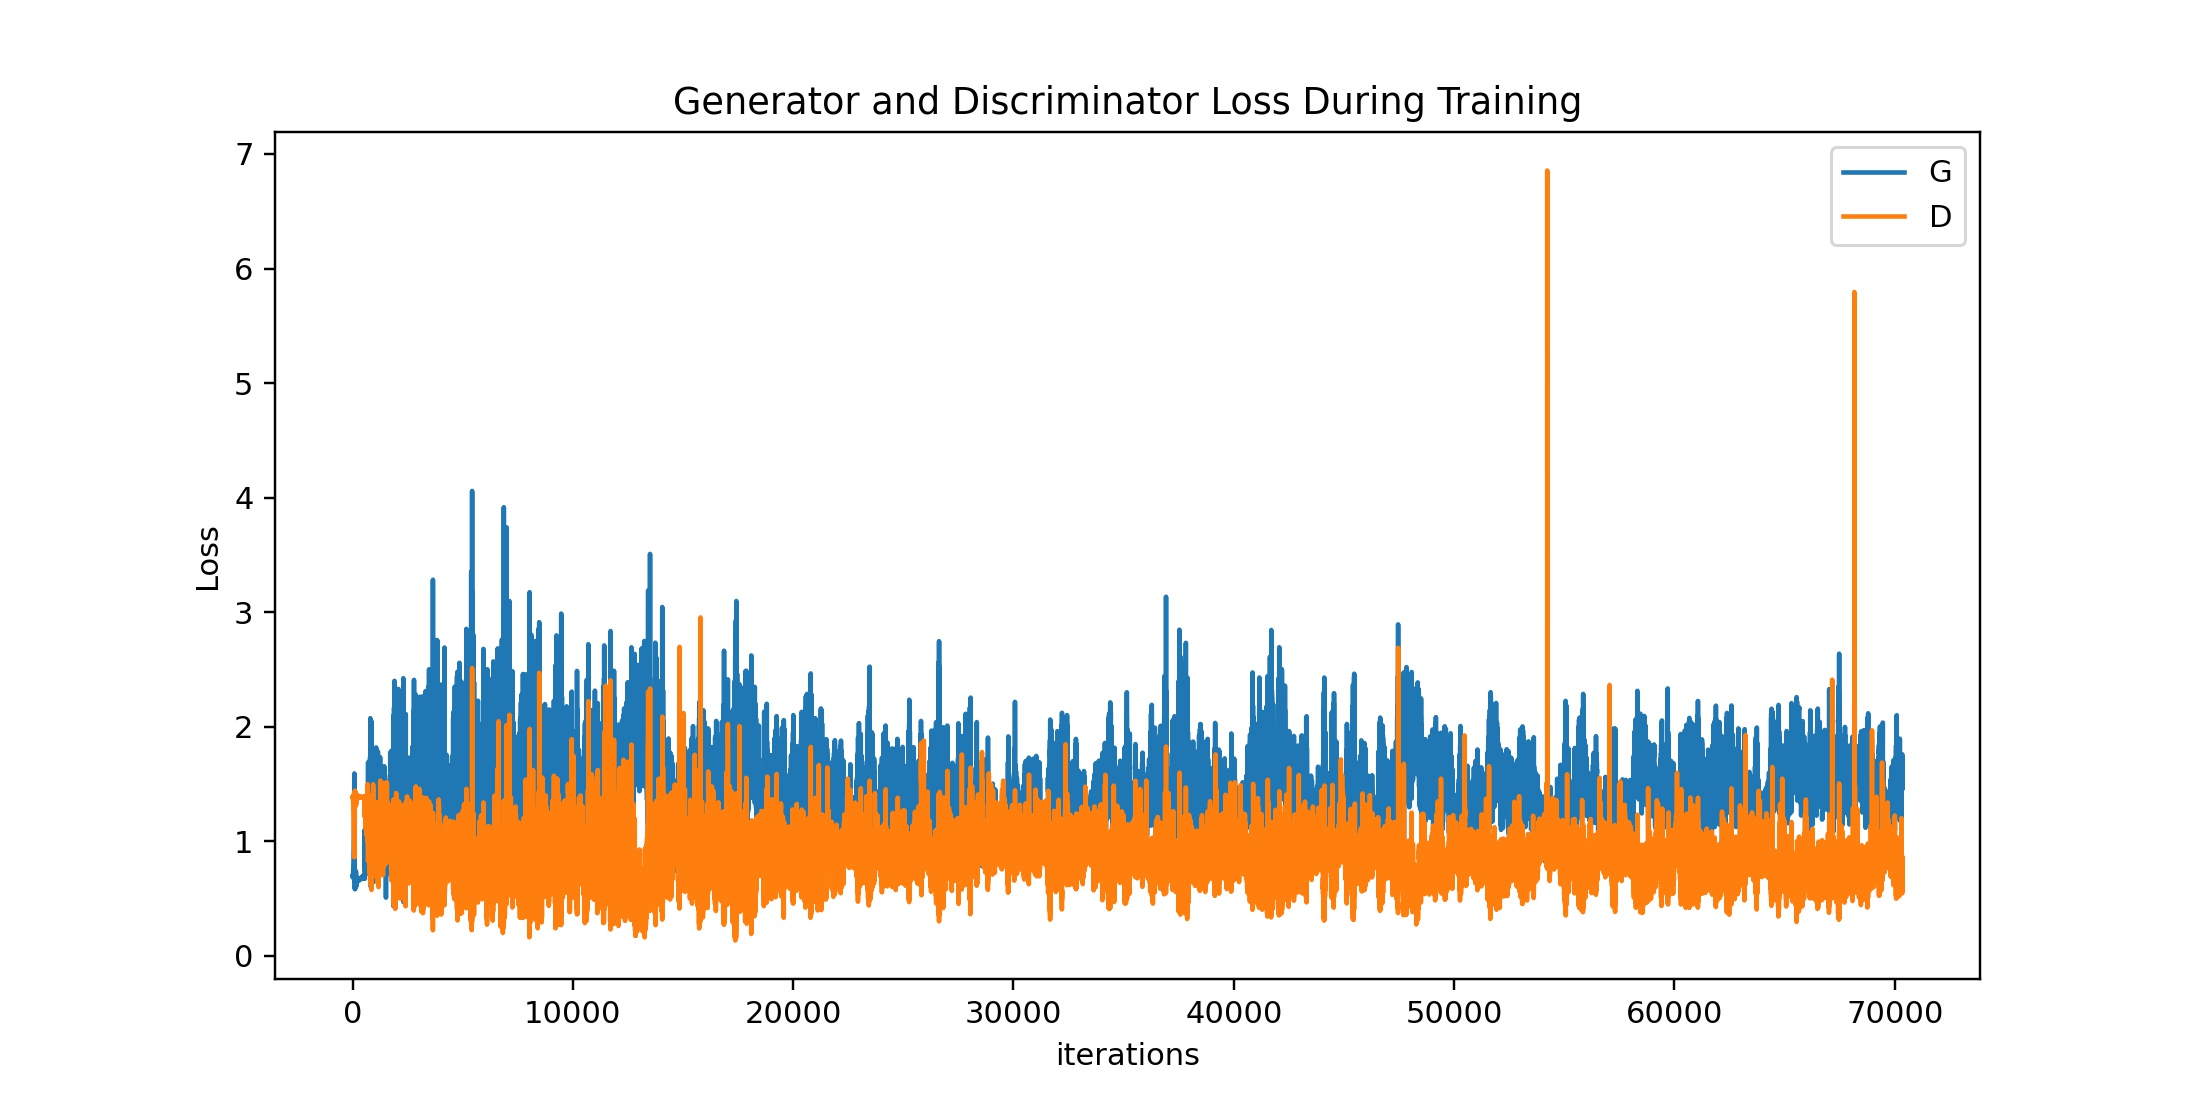 Generator and Discriminator Loss During Training
7
6
5
4
3
2
1
0
Loss
G
D
0 10000 20000 30000 40000 50000 60000 70000
iterations